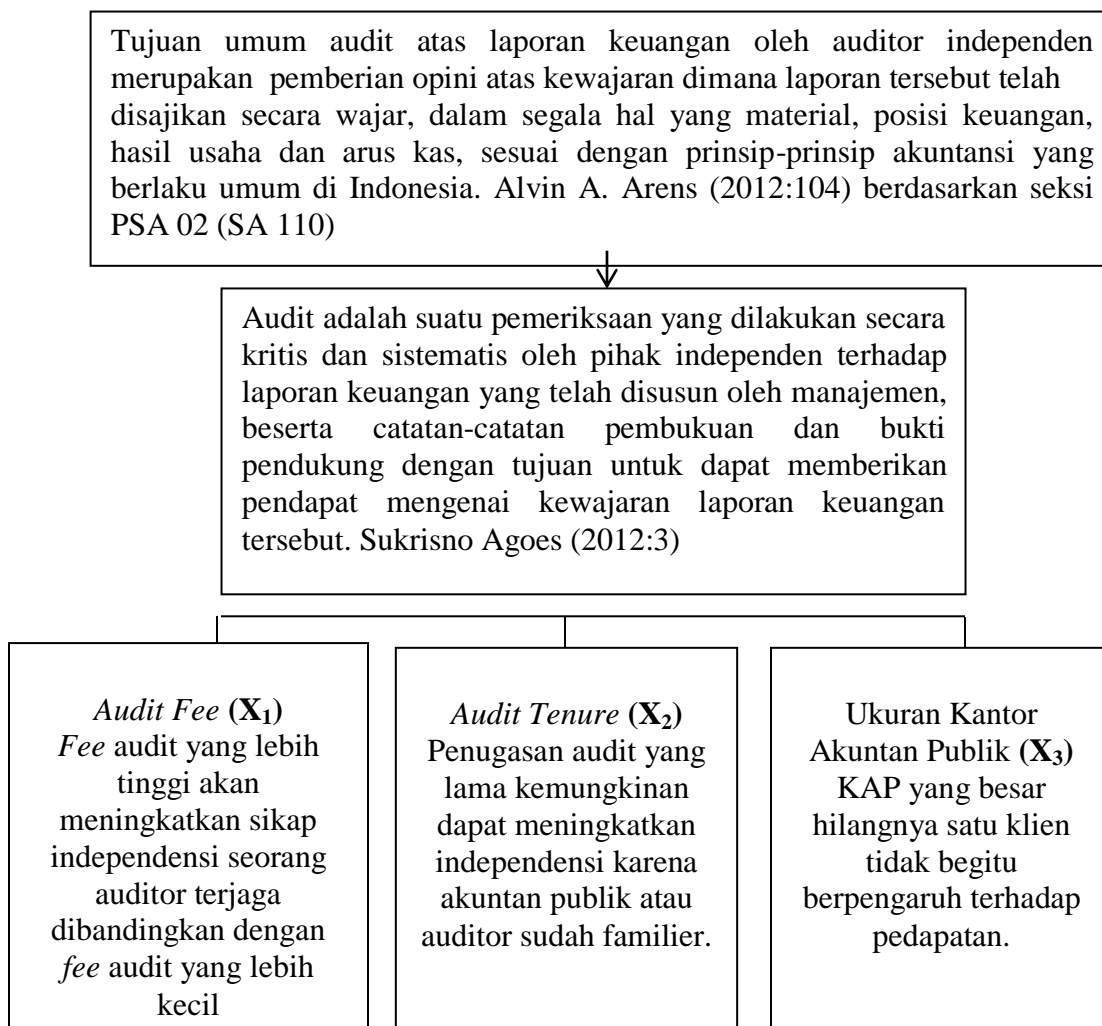 Tujuan umum audit atas laporan keuangan oleh auditor independen
merupakan pemberian opini atas kewajaran dimana laporan tersebut telah
disajikan secara wajar, dalam segala hal yang material, posisi keuangan,
hasil usaha dan arus kas, sesuai dengan prinsip-prinsip akuntansi yang
berlaku umum di Indonesia. Alvin A. Arens (2012:104) berdasarkan seksi
PSA 02 (SA 110)
Audit adalah suatu pemeriksaan yang dilakukan secara
kritis dan sistematis oleh pihak independen terhadap
laporan keuangan yang telah disusun oleh manajemen,
beserta catatan-catatan pembukuan dan bukti
pendukung dengan tujuan untuk dapat memberikan
pendapat mengenai kewajaran laporan keuangan
tersebut. Sukrisno Agoes (2012:3)
Audit Fee (X₁)
Fee audit yang lebih
tinggi akan
meningkatkan sikap
independensi seorang
auditor terjaga
dibandingkan dengan
fee audit yang lebih
kecil
Audit Tenure (X₂)
Penugasan audit yang
lama kemungkinan
dapat meningkatkan
independensi karena
akuntan publik atau
auditor sudah familier.
Ukuran Kantor
Akuntan Publik (X₃)
KAP yang besar
hilangnya satu klien
tidak begitu
berpengaruh terhadap
pedapatan.